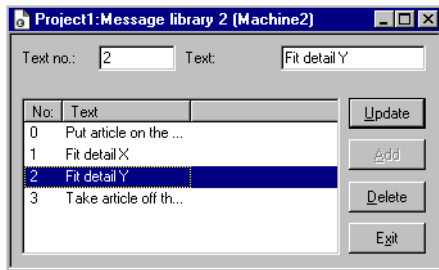 Project1:Message library 2 (Machine2)
Text no.: 2 Text: Fit detail Y
No: Text
0 Put article on the ...
1 Fit detail X
2 Fit detail Y
3 Take article off th...
Update
Add
Delete
Exit